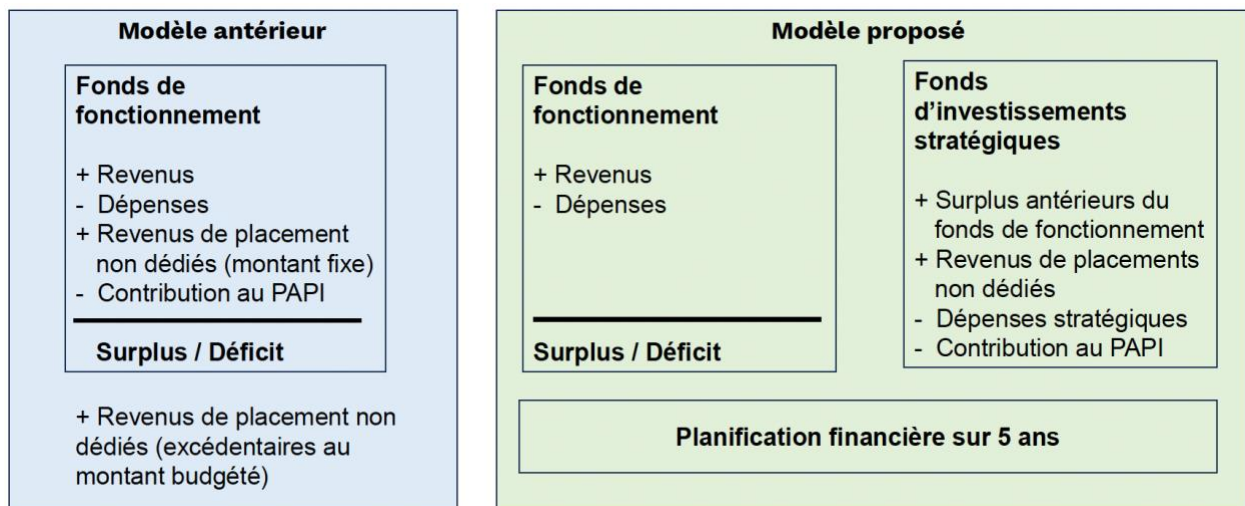 Modèle antérieur
Fonds de
fonctionnement
+ Revenus
- Dépenses
+ Revenus de placement
non dédiés (montant fixe)
- Contribution au PAPI
Surplus / Déficit
+ Revenus de placement non
dédiés (excédentaires au
montant budgété)
Modèle proposé
Fonds de
fonctionnement
+ Revenus
- Dépenses
Surplus / Déficit
Fonds
d’investissements
stratégiques
+ Surplus antérieurs du
fonds de fonctionnement
+ Revenus de placements
non dédiés
- Dépenses stratégiques
- Contribution au PAPI
Planification financière sur 5 ans